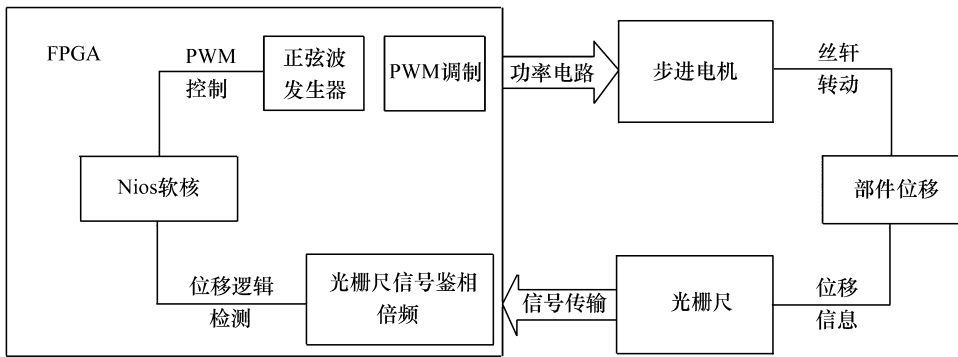 FPGA
PWM
控制
正弦波
发生器
PWM调制
功率电路
步进电机
丝轩
转动
Nios软核
部件位移
位移逻辑
检测
光栅尺信号鉴相
倍频
信号传输
光栅尺
位移
信息